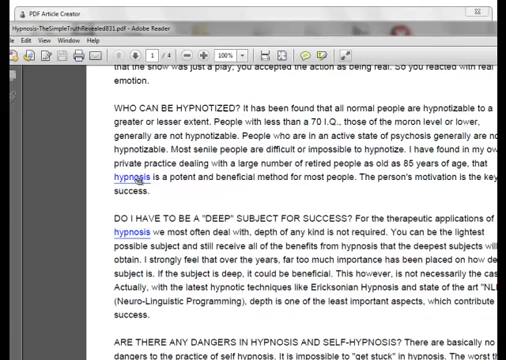 PDF Article Creator
Hypnosis-TheSimpleTruthRevealed831.pdf - Adobe Reader
Edit View Window Help
1 / 4 100%
that the show was just a play, you accepted the action as being real. So you reacted with real
emotion.
WHO CAN BE HYPNOTIZED? It has been found that all normal people are hypnotizable to a
greater or lesser extent. People with less than a 70 I.Q., those of the moron level or lower,
generally are not hypnotizable. People who are in an active state of psychosis generally are no
hypnotizable. Most senile people are difficult or impossible to hypnotize. I have found in my ow
private practice dealing with a large number of retired people as old as 85 years of age, that
hypnosis is a potent and beneficial method for most people. The person's motivation is the key
success.
DO I HAVE TO BE A "DEEP" SUBJECT FOR SUCCESS? For the therapeutic applications of
hypnosis we most often deal with, depth of any kind is not required. You can be the lightest
possible subject and still receive all of the benefits from hypnosis that the deepest subjects will
obtain. I strongly feel that over the years, far too much importance has been placed on how de
subject is. If the subject is deep, it could be beneficial. This however, is not necessarily the cas
Actually, with the latest hypnotic techniques like Ericksonian Hypnosis and state of the art "NL
(Neuro-Linguistic Programming), depth is one of the least important aspects, which contribute
success.
ARE THERE ANY DANGERS IN HYPNOSIS AND SELF-HYPNOSIS? There are basically no
dangers to the practice of self hypnosis. It is impossible to "get stuck" in hypnosis. The worst th